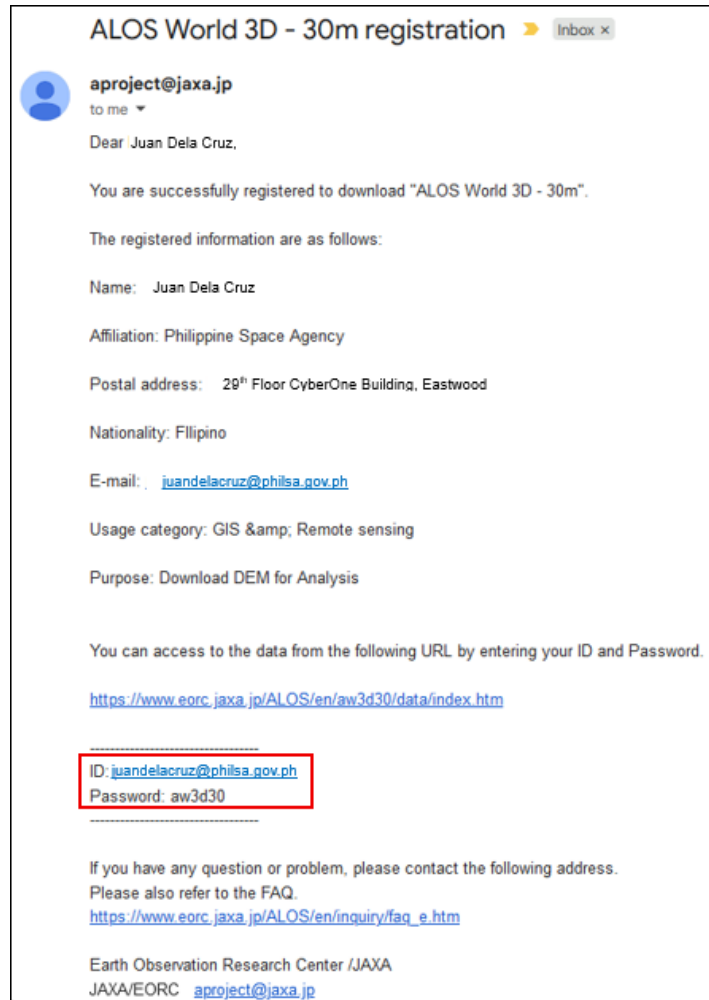 ALOS World 3D - 30m registration Inbox ×
aproject@jaxa.jp
to me
Dear Juan Dela Cruz,
You are successfully registered to download "ALOS World 3D - 30m".
The registered information are as follows:
Name: Juan Dela Cruz
Affiliation: Philippine Space Agency
Postal address: 29th Floor CyberOne Building, Eastwood
Nationality: FIlipino
E-mail: juandelacruz@philsa.gov.ph
Usage category: GIS &amp; Remote sensing
Purpose: Download DEM for Analysis
You can access to the data from the following URL by entering your ID and Password.
https://www.eorc.jaxa.jp/ALOS/en/aw3d30/data/index.htm
----------------------------------
ID: juandelacruz@philsa.gov.ph
Password: aw3d30
----------------------------------
If you have any question or problem, please contact the following address.
Please also refer to the FAQ.
https://www.eorc.jaxa.jp/ALOS/en/inquiry/faq_e.htm
Earth Observation Research Center /JAXA
JAXA/EORC aproject@jaxa.jp